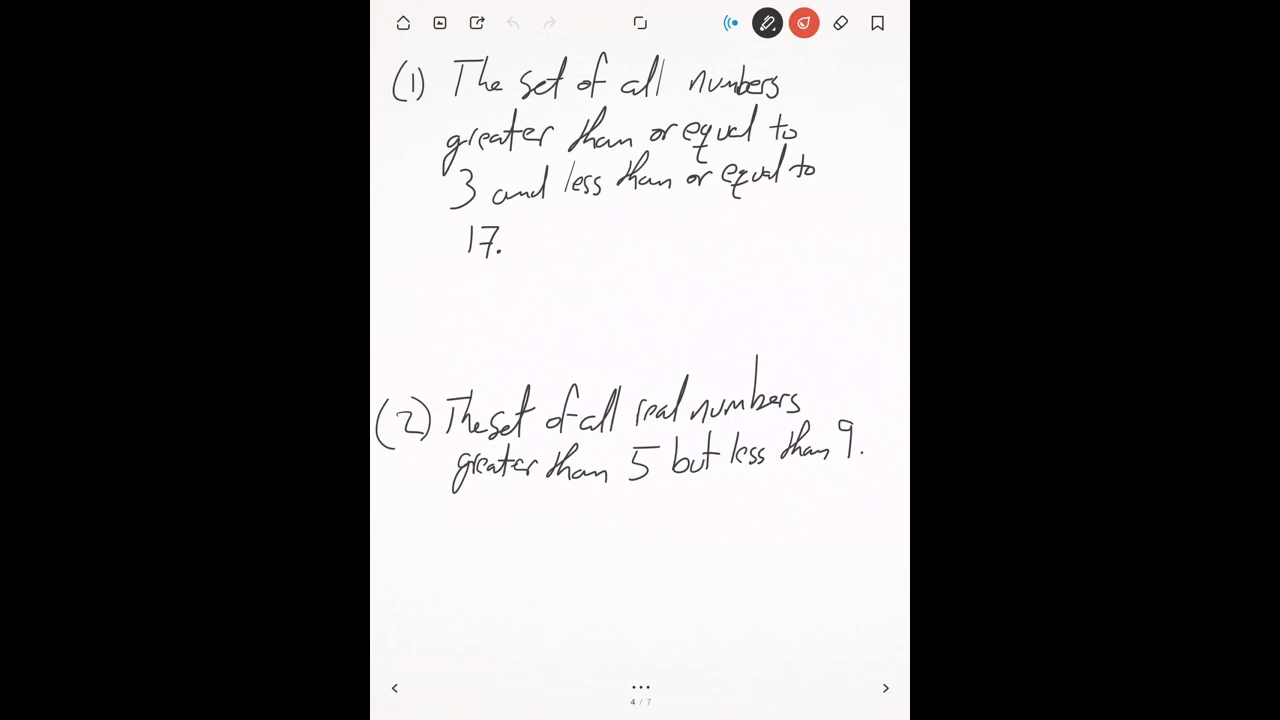 (1) The set of all numbers
greater than or equal to
3 and less than or equal to
17.
(2) The set of all real numbers
greater than 5 but less than 9.
4 / 7